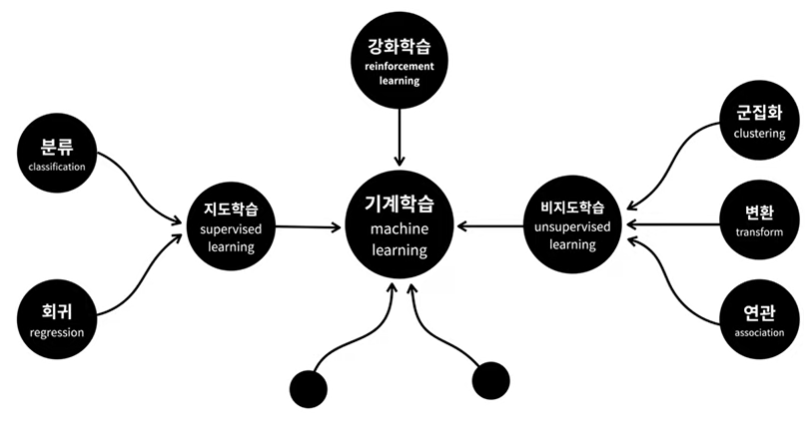 강화학습
reinforcement
learning
분류
classification
지도학습
supervised
learning
회귀
regression
기계학습
machine
learning
비지도학습
unsupervised
learning
군집화
clustering
변환
transform
연관
association